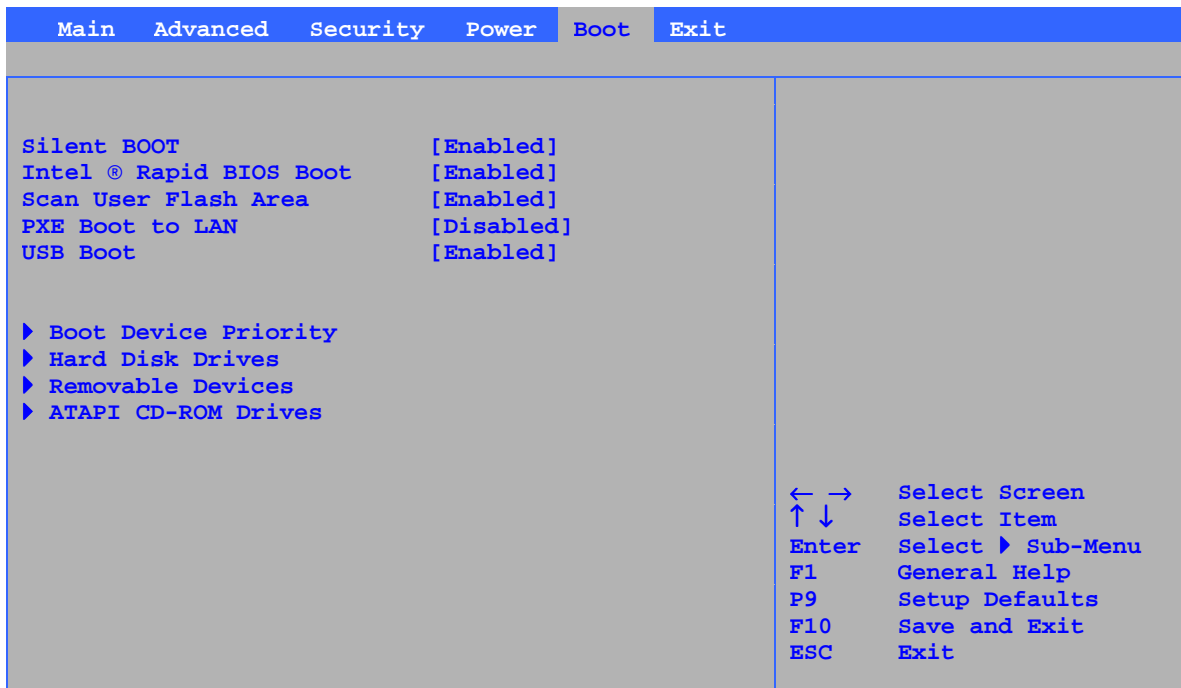 Main Advanced Security Power Boot Exit
Silent BOOT [Enabled]
Intel ® Rapid BIOS Boot [Enabled]
Scan User Flash Area [Enabled]
PXE Boot to LAN [Disabled]
USB Boot [Enabled]
Boot Device Priority
Hard Disk Drives
Removable Devices
ATAPI CD-ROM Drives
← → Select Screen
↑ ↓ Select Item
Enter Select Sub-Menu
F1 General Help
P9 Setup Defaults
F10 Save and Exit
ESC Exit